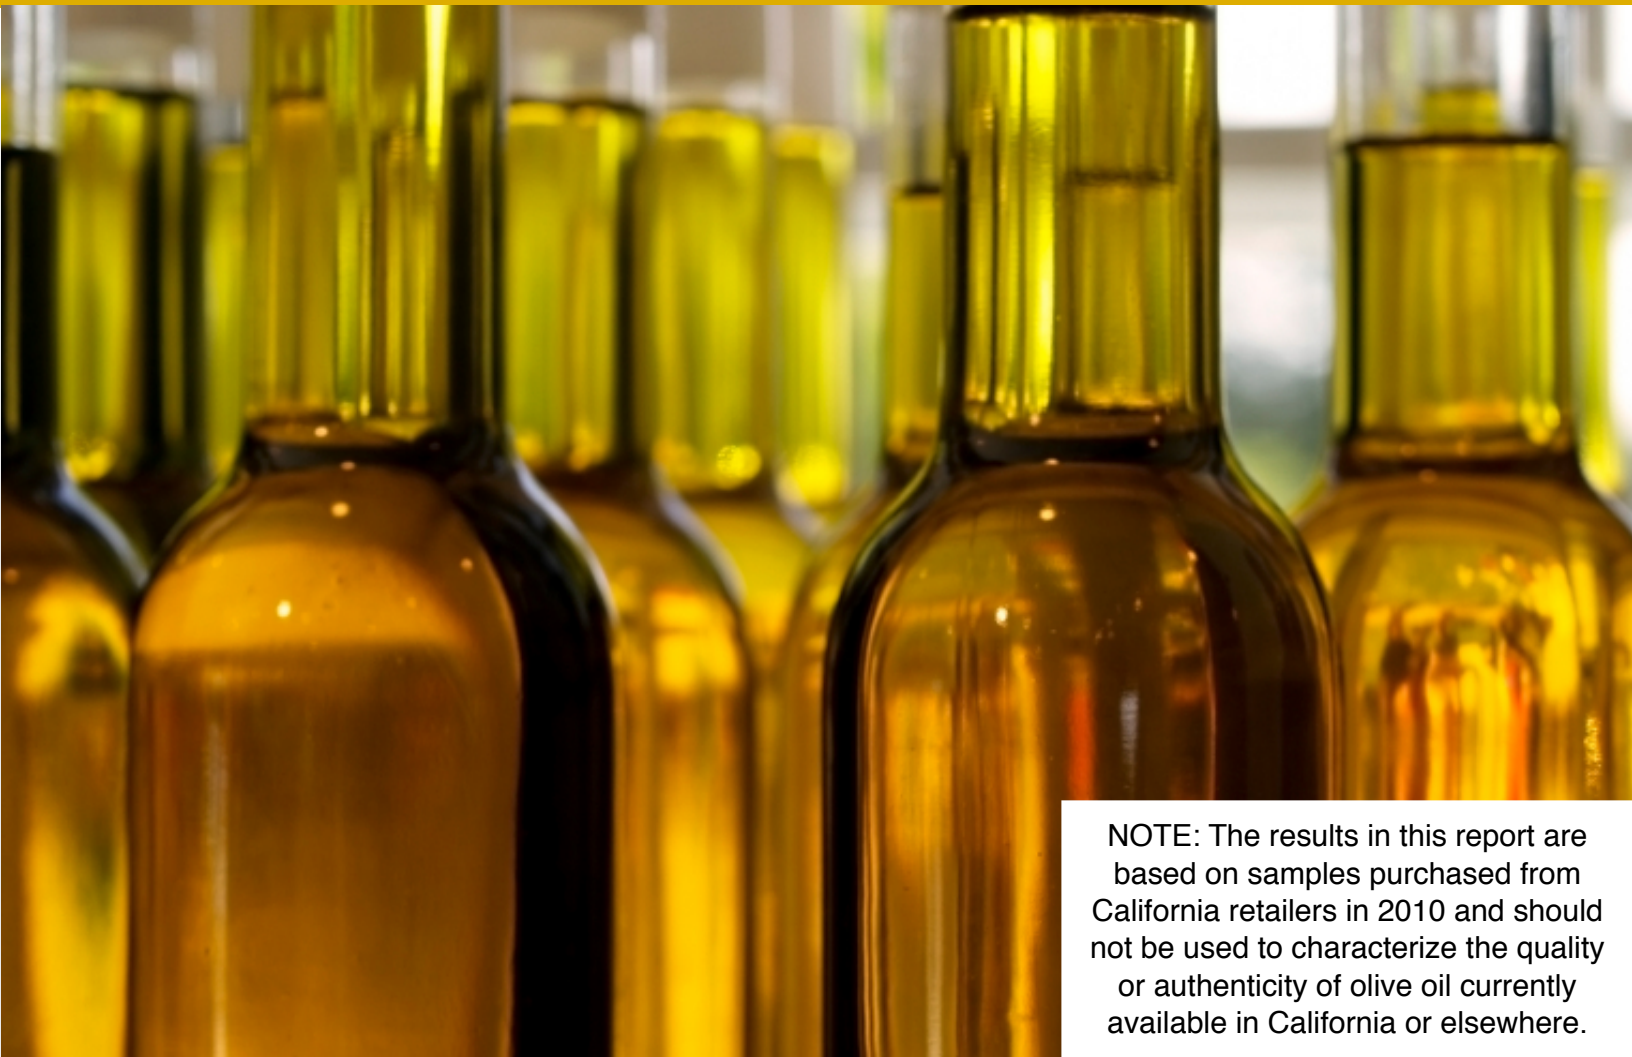 NOTE: The results in this report are
based on samples purchased from
California retailers in 2010 and should
not be used to characterize the quality
or authenticity of olive oil currently
available in California or elsewhere.